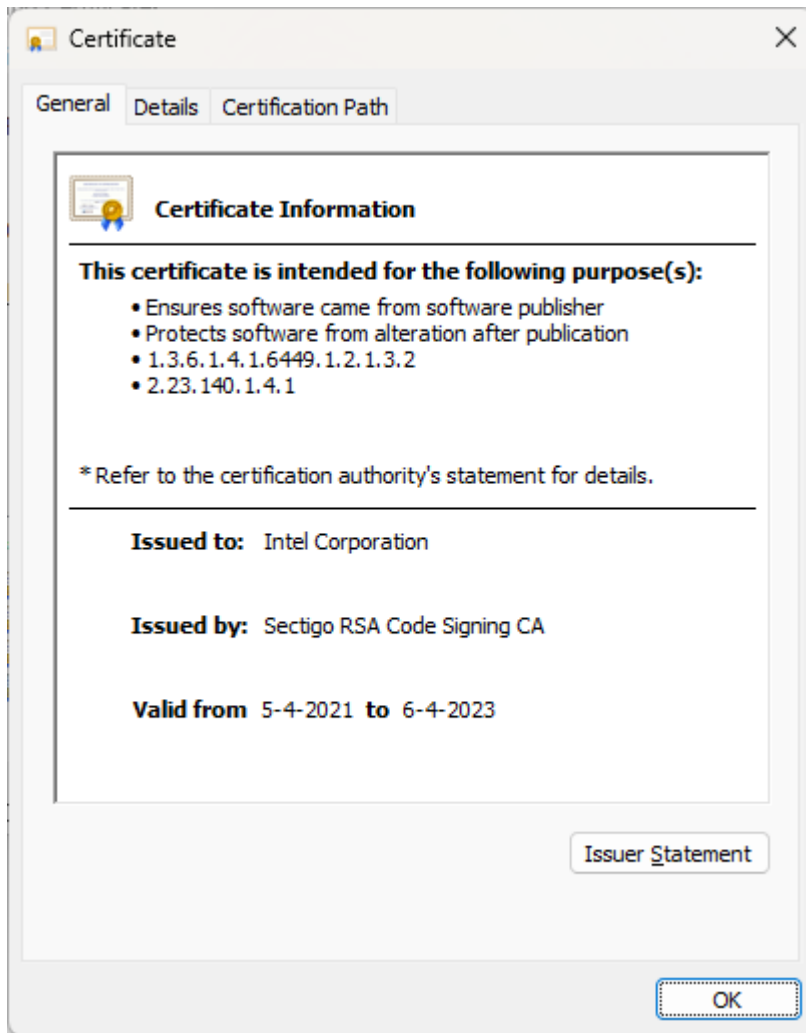 Certificate
General
Details
Certification Path
Certificate Information
This certificate is intended for the following purpose(s):
• Ensures software came from software publisher
• Protects software from alteration after publication
• 1.3.6.1.4.1.6449.1.2.1.3.2
• 2.23.140.1.4.1
* Refer to the certification authority's statement for details.
Issued to: Intel Corporation
Issued by: Sectigo RSA Code Signing CA
Valid from 5-4-2021 to 6-4-2023
Issuer Statement
OK